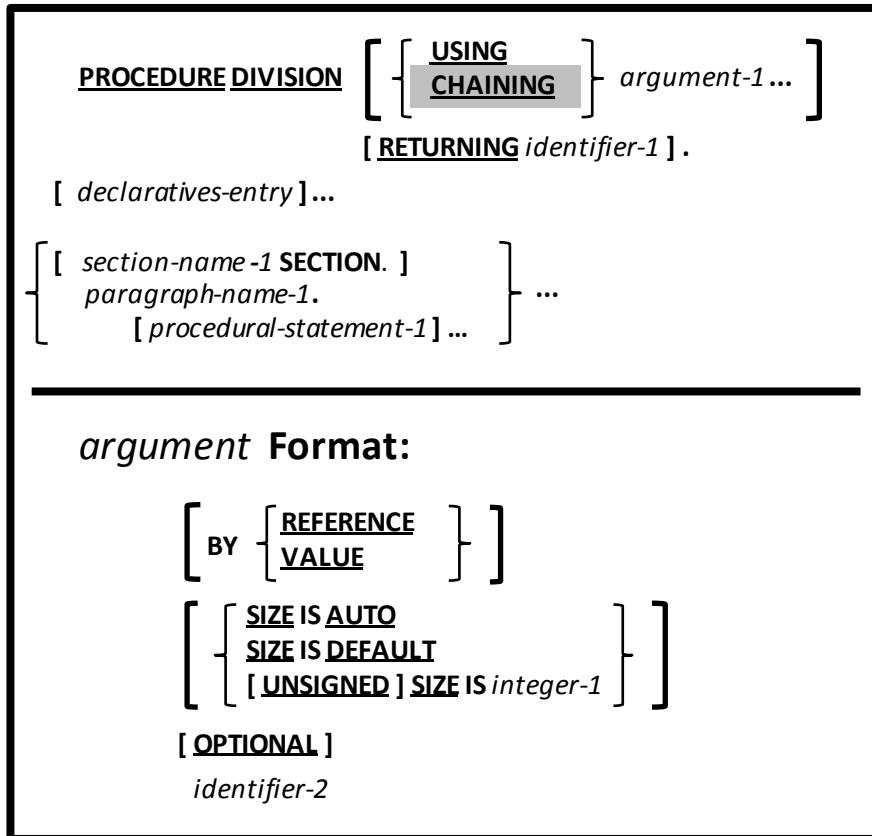 PROCEDURE DIVISION [ { USING
CHAINING } argument-1 ... ]
[ RETURNING identifier-1 ] .
[ declaratives-entry ] ...
{ [ section-name -1 SECTION. ]
paragraph-name-1.
[ procedural-statement-1 ] ... } ...
argument Format:
[ BY { REFERENCE
VALUE } ]
[ { SIZE IS AUTO
SIZE IS DEFAULT
[ UNSIGNED ] SIZE IS integer-1 } ]
[ OPTIONAL ]
identifier-2